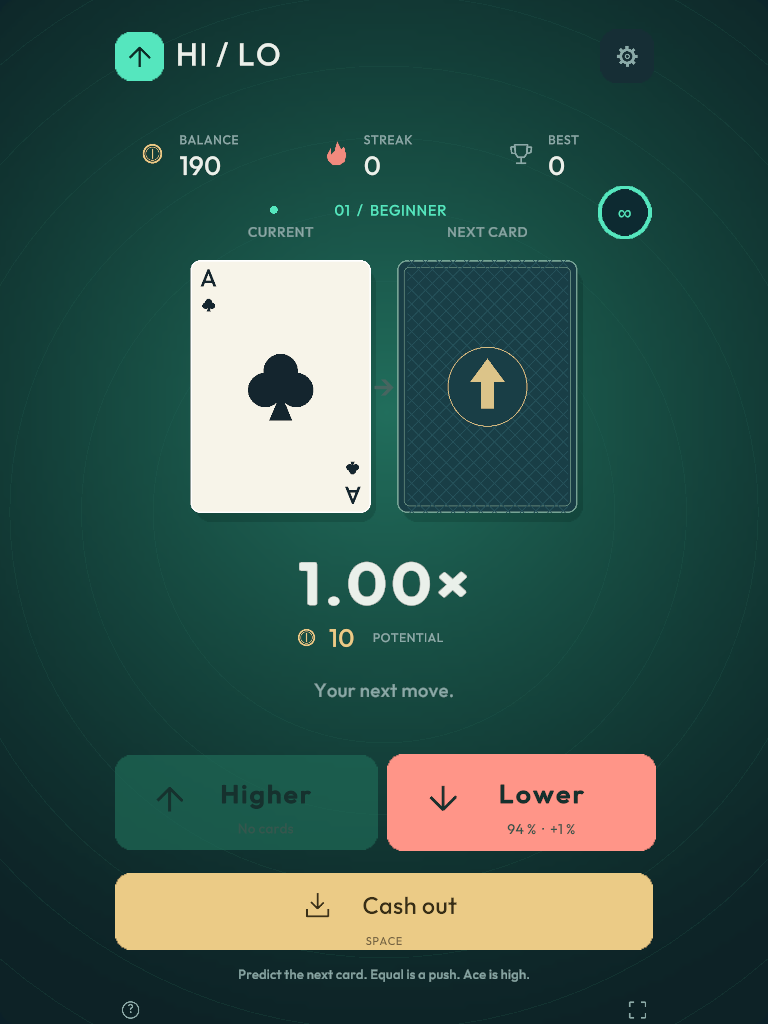 HI / LO
BALANCE
190
STREAK
0
BEST
0
01 / BEGINNER
∞
CURRENT
NEXT CARD
A
A
1.00×
10 POTENTIAL
Your next move.
Higher
No cards
Lower
94 % · +1 %
Cash out
SPACE
Predict the next card. Equal is a push. Ace is high.
?